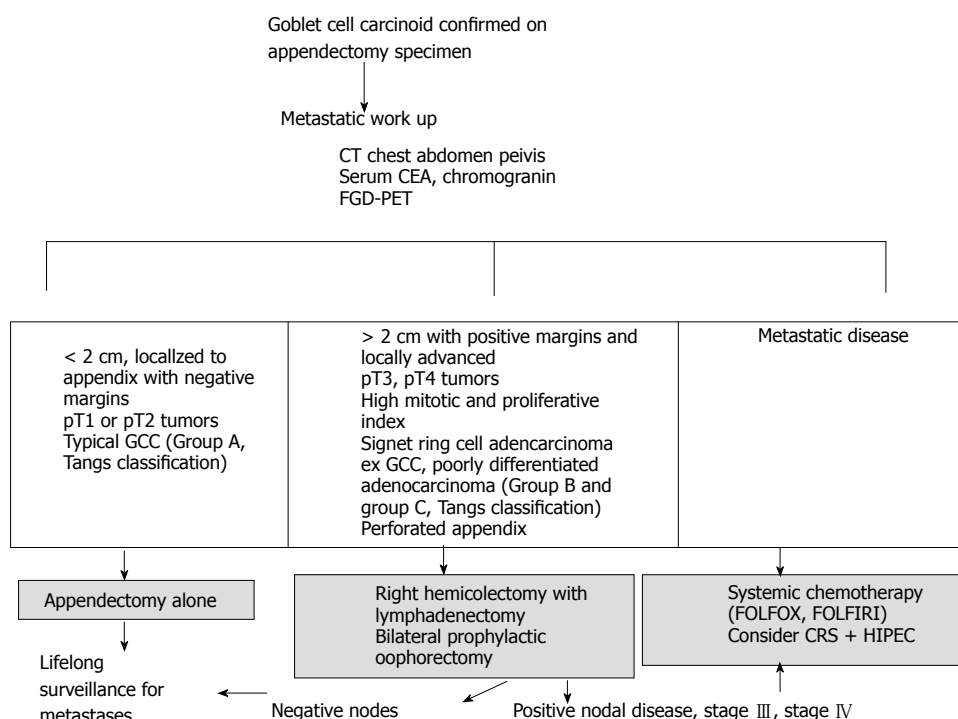 Goblet cell carcinoid confirmed on
appendectomy specimen
Metastatic work up
CT chest abdomen peivis
Serum CEA, chromogranin
FGD-PET
< 2 cm, locallzed to
appendix with negative
margins
pT1 or pT2 tumors
Typical GCC (Group A,
Tangs classification)
> 2 cm with positive margins and
locally advanced
pT3, pT4 tumors
High mitotic and proliferative
index
Signet ring cell adencarcinoma
ex GCC, poorly differentiated
adenocarcinoma (Group B and
group C, Tangs classification)
Perforated appendix
Metastatic disease
Appendectomy alone
Right hemicolectomy with
lymphadenectomy
Bilateral prophylactic
oophorectomy
Systemic chemotherapy
(FOLFOX, FOLFIRI)
Consider CRS + HIPEC
Lifelong
surveillance for
metastases
Negative nodes
Positive nodal disease, stage Ⅲ, stage Ⅳ